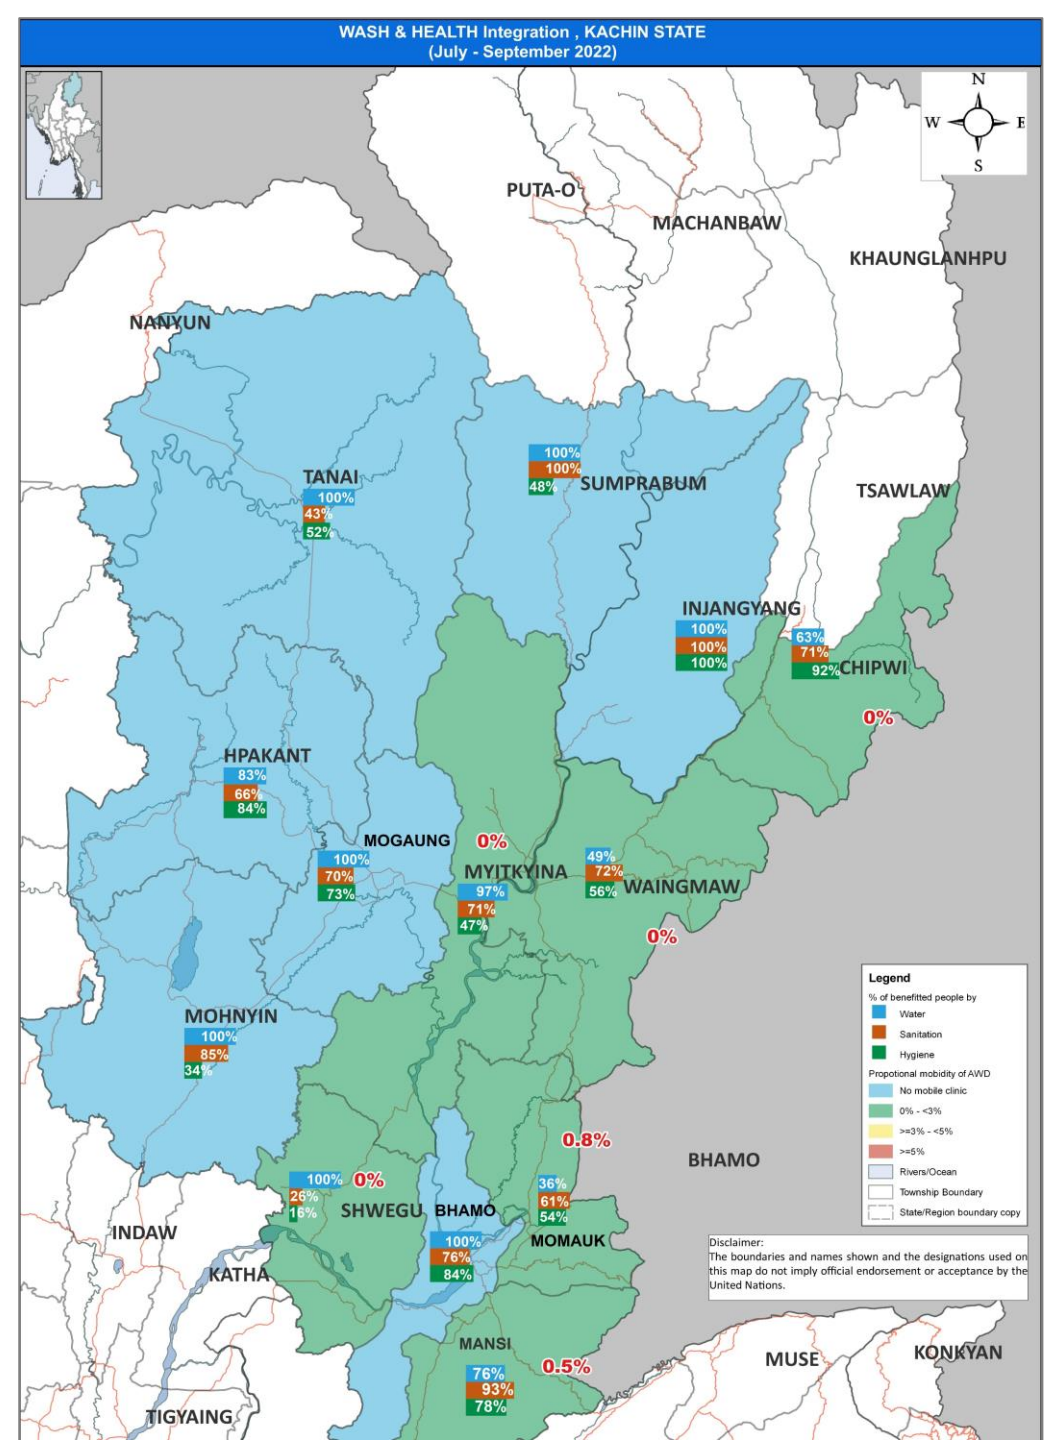 WASH & HEALTH Integration , KACHIN STATE
(July - September 2022)
N
W
E
S
PUTA-O
MACHANBAW
KHAUNGLANHPU
NANYUN
TANAI
100%
43%
52%
100%
100%
48%
SUMPRABUM
TSAWLAW
INJANGYANG
100%
100%
100%
63%
71%
92%
CHIPWI
0%
HPAKANT
83%
66%
84%
MOGAUNG
100%
70%
73%
0%
MYITKYINA
97%
71%
47%
49%
72%
56%
WAINGMAW
0%
MOHNYIN
100%
85%
34%
Legend
% of benefitted people by
Water
Sanitation
Hygiene
Propotional mobidity of AWD
No mobile clinic
0% - <3%
>=3% - <5%
>=5%
Rivers/Ocean
Township Boundary
State/Region boundary copy
0.8%
BHAMO
100%
26%
16%
0%
SHWEGU
BHAMO
100%
76%
84%
36%
61%
54%
MOMAUK
INDAW
KATHA
Disclaimer:
The boundaries and names shown and the designations used on
this map do not imply official endorsement or acceptance by the
United Nations.
MANSI
76%
93%
78%
0.5%
MUSE
KONKYAN
TIGYAING